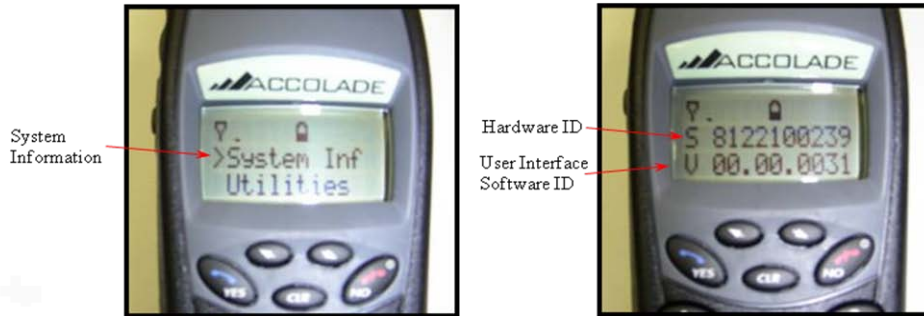 System
Information
ACCOLADE
>System Inf
Utilities
YES
CLR
NO
Hardware ID
User Interface
Software ID
ACCOLADE
S 8122100239
V 00.00.0031
YES
CLR
NO